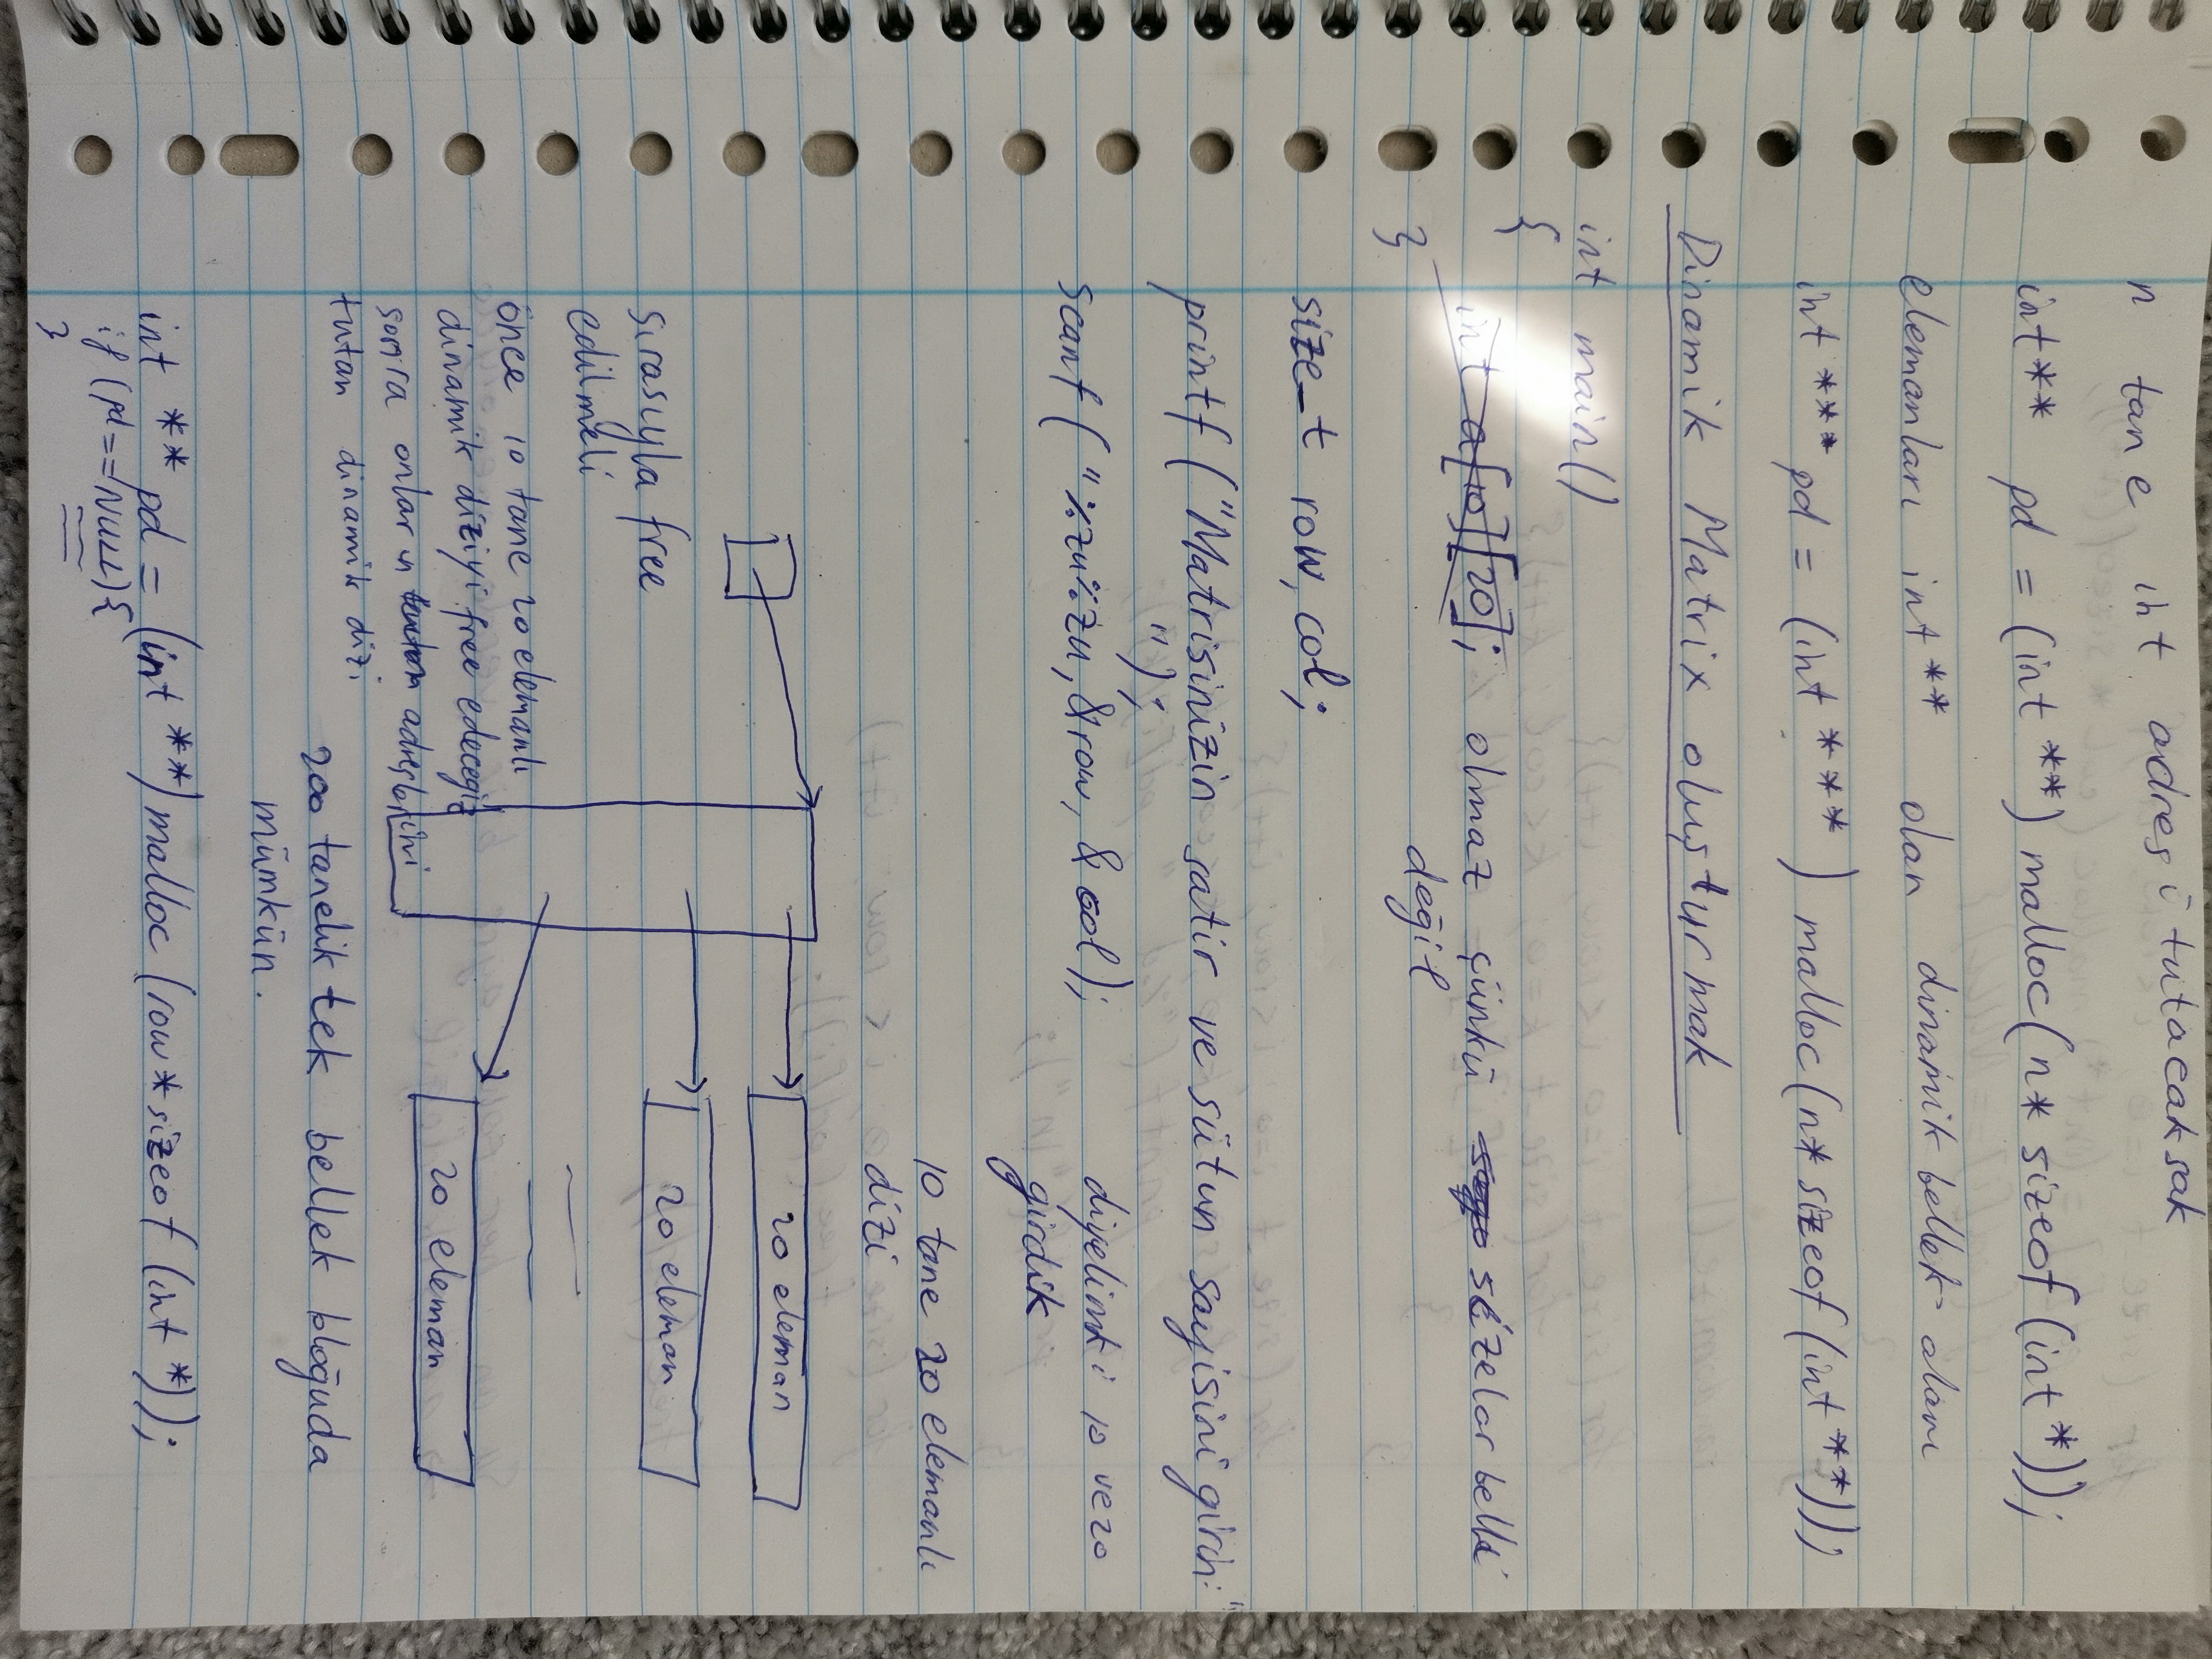 n tane int adresi tutacaksak
int** pd = (int **) malloc(n* sizeof (int *));
elemanları int ** olan dinamik bellek alanı
int *** pd = (int *** ) malloc(n* sizeof (int **));
Dinamik Matrix oluşturmak
int main()
{
int a[10][20]; olmaz çünkü sizelar belli
değil
}
size_t row, col;
printf ("Matrisinizin satir ve sütun sayisini girin:"
");
scanf ( "%zu%zu, &row, & col);
diyelimki 10 ve 20
girdik
10 tane 20 elemanlı
dizi
20 eleman
20 eleman
20 eleman
sırasıyla free
edilmeli
önce 10 tane 20 elemanlı
dinamik diziyi free edecegiz
sonra onların adreslerini
tutan dinamik dizi
200 tanelik tek bellek bloğuda
mümkün.
int ** pd = (int **) malloc (row * sizeof (int *));
if (pd == NULL) {
}